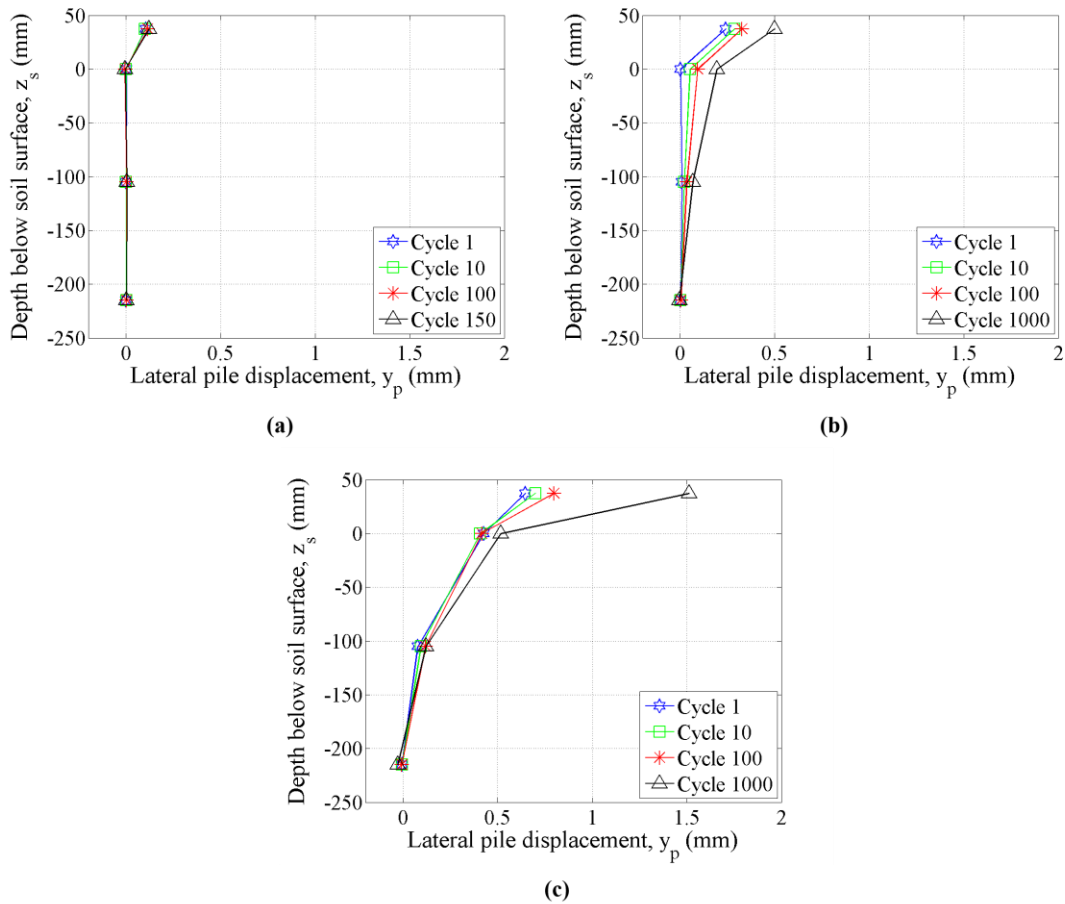 50
0
-50
-100
-150
-200
-250
Depth below soil surface, z_s (mm)
Cycle 1
Cycle 10
Cycle 100
Cycle 150
0 1 1.5 2
Lateral pile displacement, y_p (mm)
(a)
50
0
-50
-100
-150
-200
-250
Depth below soil surface, z_s (mm)
Cycle 1
Cycle 10
Cycle 100
Cycle 1000
0 0.5 1 1.5 2
Lateral pile displacement, y_p (mm)
(b)
50
0
-50
-100
-150
-200
-250
Depth below soil surface, z_s (mm)
Cycle 1
Cycle 10
Cycle 100
Cycle 1000
0 0.5 1 1.5 2
Lateral pile displacement, y_p (mm)
(c)